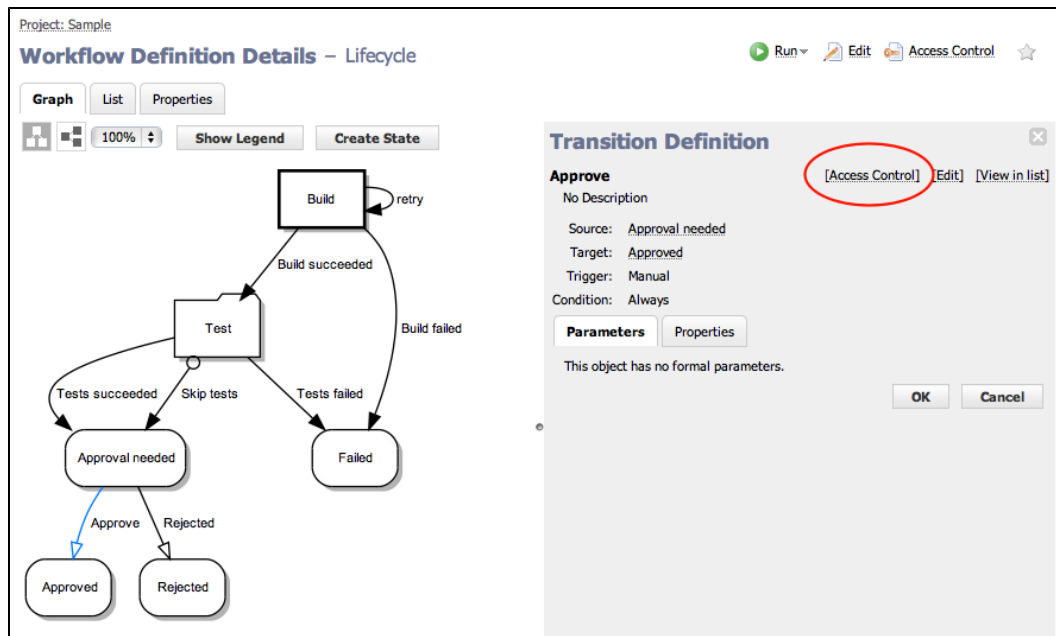 Project: Sample
Workflow Definition Details – Lifecycle
Run Edit Access Control
Graph List Properties
100% Show Legend Create State
Build
retry
Build succeeded
Test
Build failed
Tests succeeded Skip tests Tests failed
Approval needed Failed
Approve Rejected
Approved Rejected
Transition Definition
Approve [Access Control] [Edit] [View in list]
No Description
Source: Approval needed
Target: Approved
Trigger: Manual
Condition: Always
Parameters Properties
This object has no formal parameters.
OK Cancel